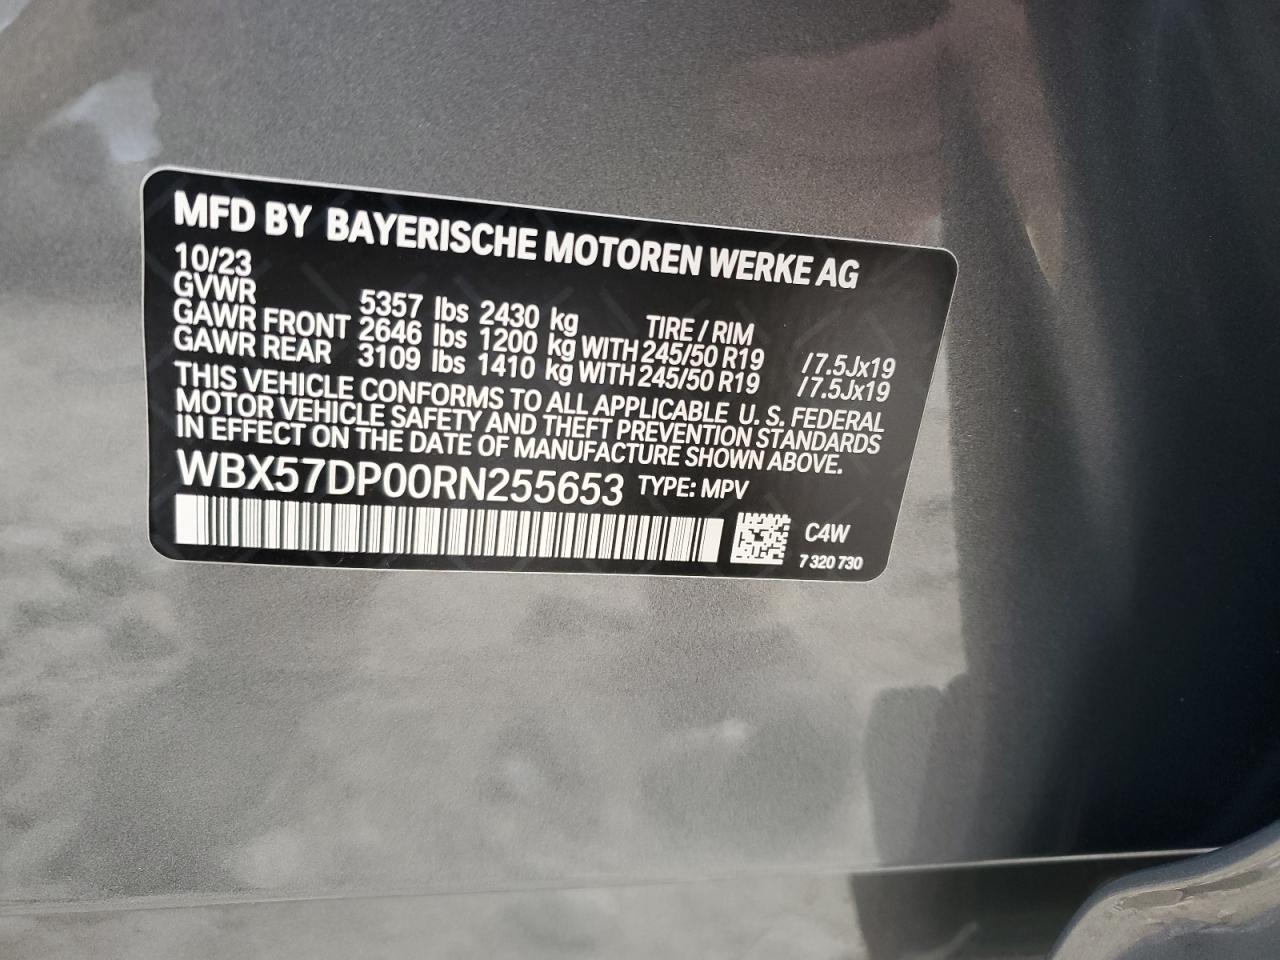 MFD BY BAYERISCHE MOTOREN WERKE AG
10/23
GVWR 5357 lbs 2430 kg TIRE / RIM
GAWR FRONT 2646 lbs 1200 kg WITH 245/50 R19 /7.5Jx19
GAWR REAR 3109 lbs 1410 kg WITH 245/50 R19 /7.5Jx19
THIS VEHICLE CONFORMS TO ALL APPLICABLE U. S. FEDERAL
MOTOR VEHICLE SAFETY AND THEFT PREVENTION STANDARDS
IN EFFECT ON THE DATE OF MANUFACTURE SHOWN ABOVE.
WBX57DP00RN255653 TYPE: MPV
C4W
7 320 730